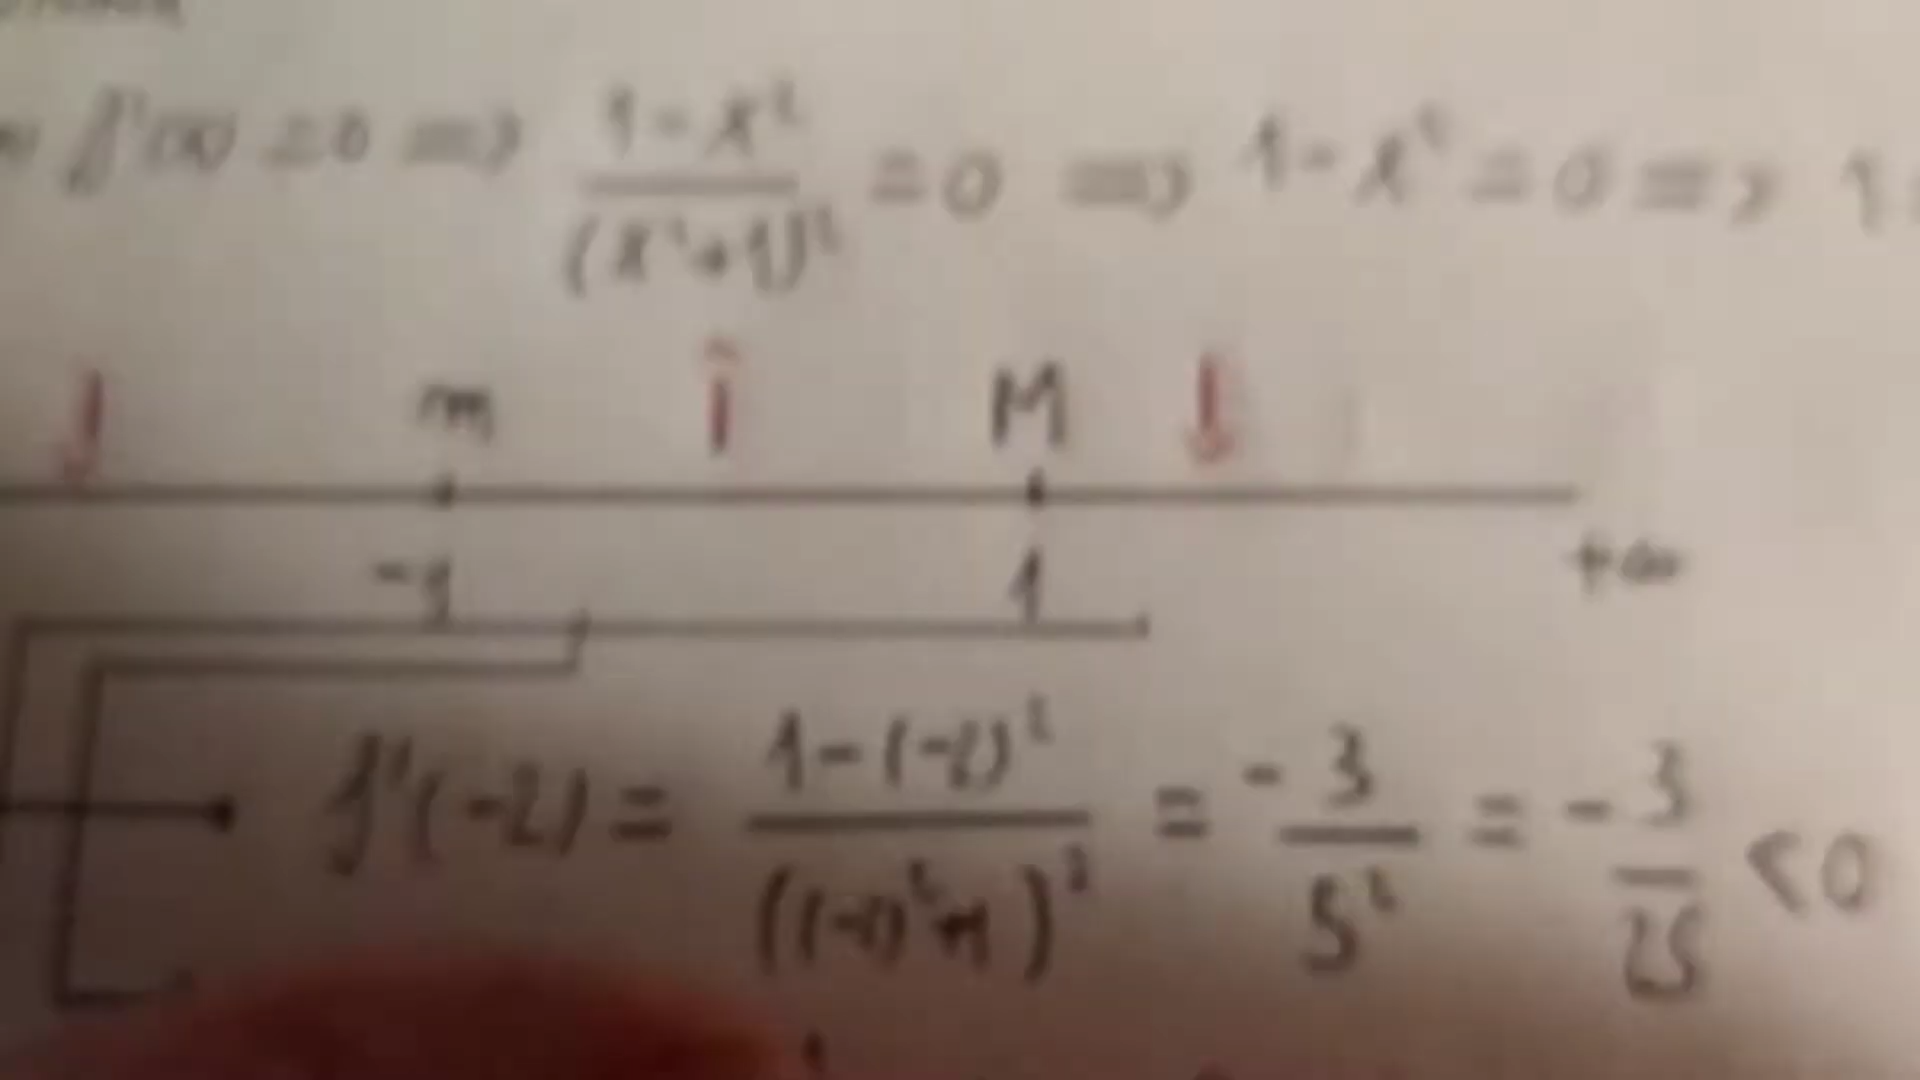 f'(x) = 0 => (1-x²)/(x²+1)² = 0 => 1-x² = 0 => 1
m M
-1 1 +∞
f'(-2) = (1-(-2)²)/((-2)²+1)² = -3/5² = -3/25 < 0